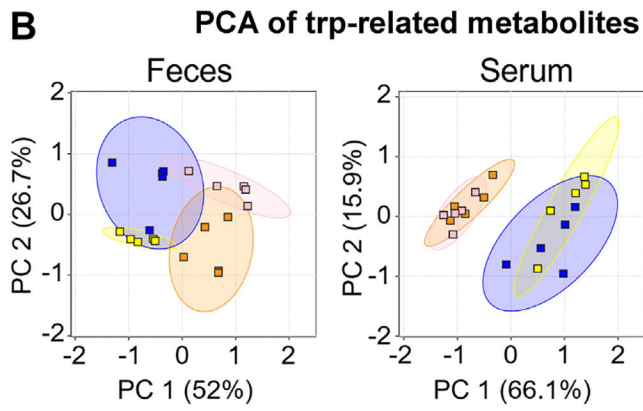 B PCA of trp-related metabolites
Feces
2
1
0
-1
-2
PC 2 (26.7%)
-2 -1 0 1 2
PC 1 (52%)
Serum
2
1
0
-1
-2
PC 2 (15.9%)
-2 -1 0 1 2
PC 1 (66.1%)